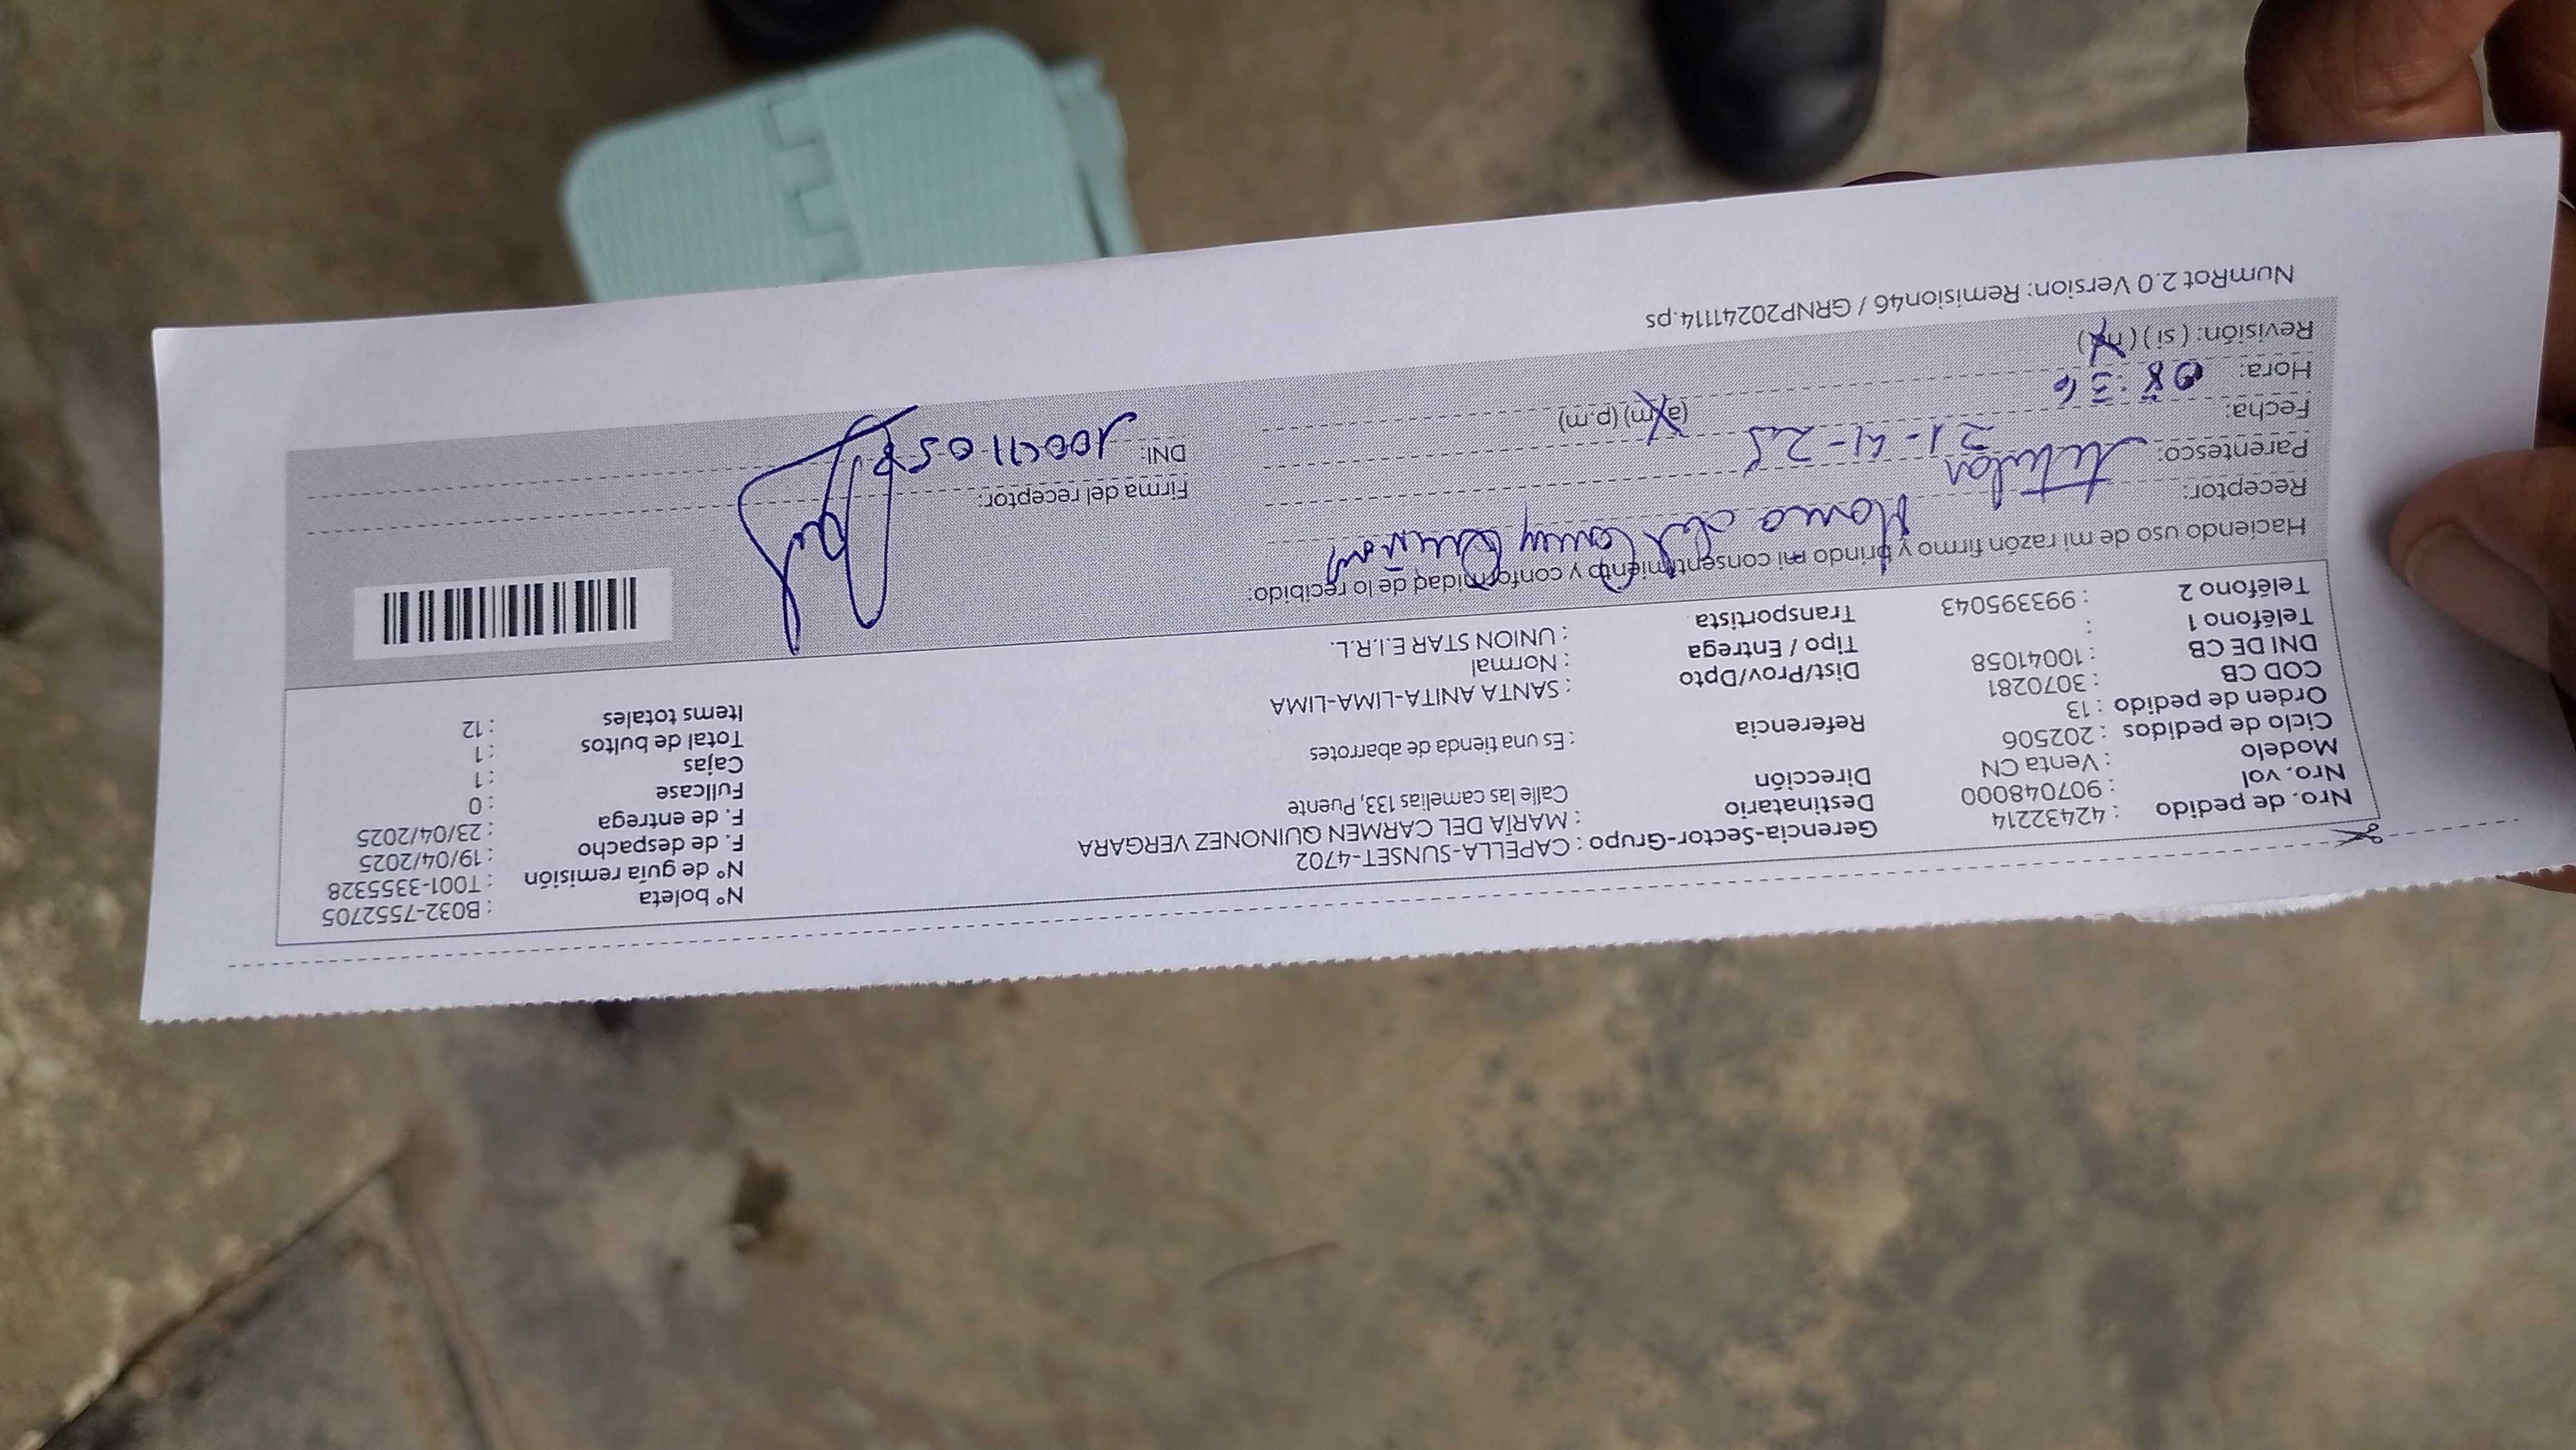 Nro. de pedido : 42432214
Nro. vol : 907048000
Modelo : Venta CN
Ciclo de pedidos : 202506
Orden de pedido : 13
COD CB : 3070281
DNI DE CB : 10041058
Teléfono 1 :
Teléfono 2 : 993395043
Gerencia-Sector-Grupo : CAPELLA-SUNSET-4702
Destinatario : MARÍA DEL CARMEN QUINONEZ VERGARA
Dirección Calle las camelias 133, Puente
Referencia : Es una tienda de abarrotes
Dist/Prov/Dpto : SANTA ANITA-LIMA-LIMA
Tipo / Entrega : Normal
Transportista : UNION STAR E.I.R.L.
N° boleta : B032-7552705
N° de guía remisión : T001-3355328
F. de despacho : 19/04/2025
F. de entrega : 23/04/2025
Fullcase : 0
Cajas : 1
Total de bultos : 1
Items totales : 12
Haciendo uso de mi razón firmo y brindo mi consentimiento y conformidad de lo recibido:
Receptor: Maria del Carmen Quiñonez
Parentesco: titular
Fecha: 21-4-25
Hora: 08:36 (a.m) (p.m)
Revisión: (si) (no)
Firma del receptor:
DNI: 10041058
NumRot 2.0 Version: Remision46 / GRNP20241114.ps